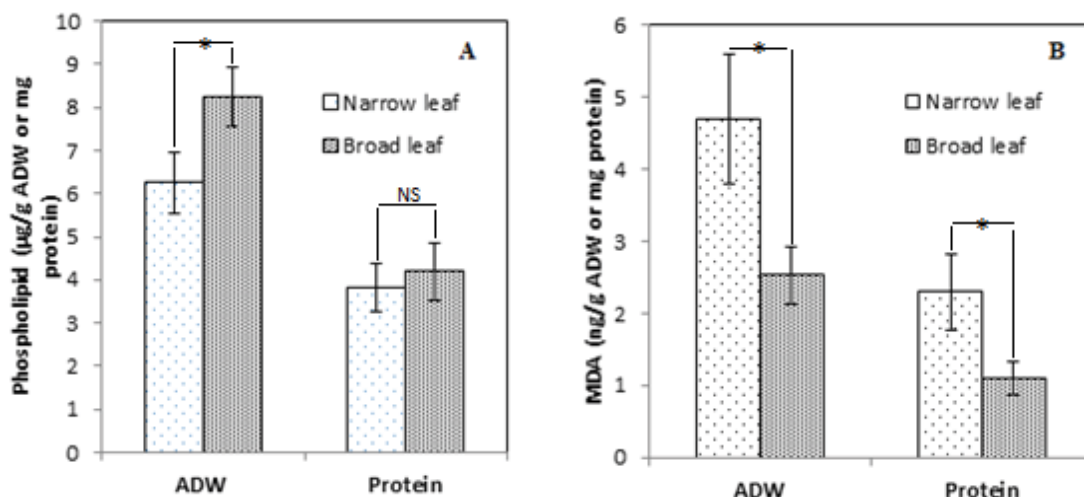 Phospholipid (µg/g ADW or mg
protein)
10
9
8
7
6
5
4
3
2
1
0
A
*
NS
Narrow leaf
Broad leaf
ADW
Protein
MDA (ng/g ADW or mg protein)
6
5
4
3
2
1
0
B
*
*
Narrow leaf
Broad leaf
ADW
Protein